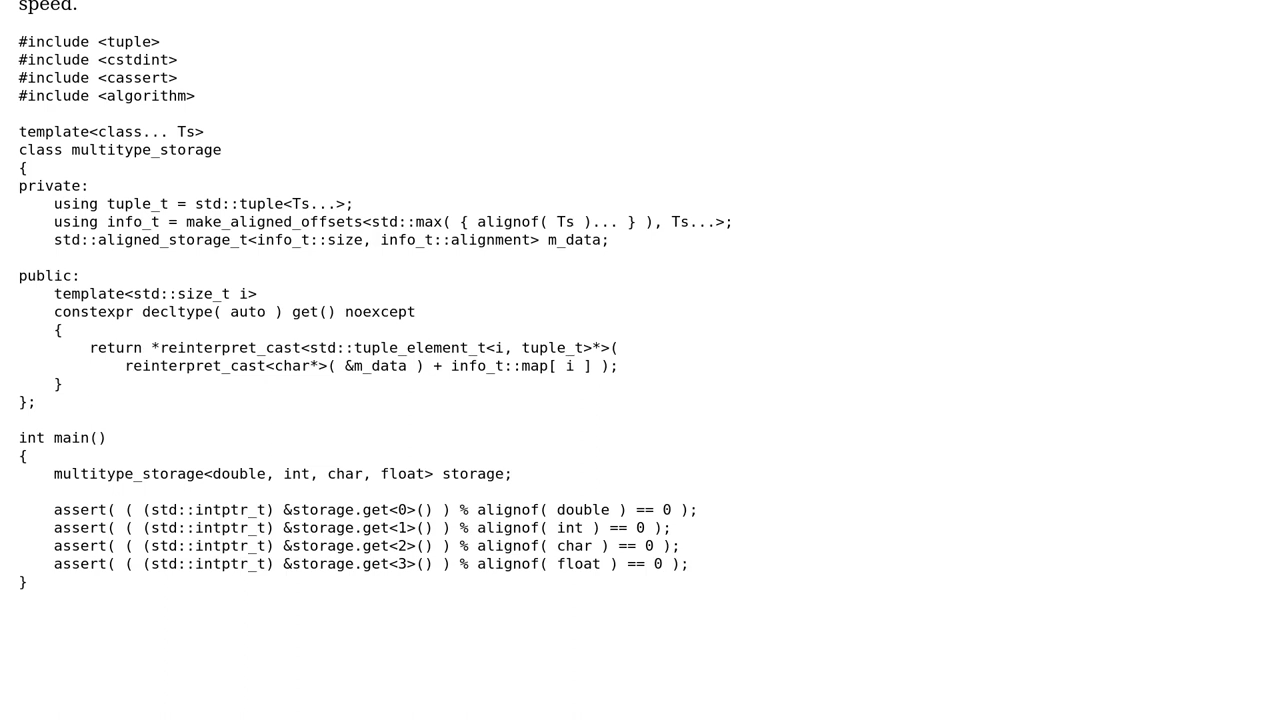 speed.
#include <tuple>
#include <cstdint>
#include <cassert>
#include <algorithm>
template<class... Ts>
class multitype_storage
{
private:
    using tuple_t = std::tuple<Ts...>;
    using info_t = make_aligned_offsets<std::max( { alignof( Ts )... } ), Ts...>;
    std::aligned_storage_t<info_t::size, info_t::alignment> m_data;
public:
    template<std::size_t i>
    constexpr decltype( auto ) get() noexcept
    {
        return *reinterpret_cast<std::tuple_element_t<i, tuple_t>*>(
            reinterpret_cast<char*>( &m_data ) + info_t::map[ i ] );
    }
};
int main()
{
    multitype_storage<double, int, char, float> storage;
    assert( ( (std::intptr_t) &storage.get<0>() ) % alignof( double ) == 0 );
    assert( ( (std::intptr_t) &storage.get<1>() ) % alignof( int ) == 0 );
    assert( ( (std::intptr_t) &storage.get<2>() ) % alignof( char ) == 0 );
    assert( ( (std::intptr_t) &storage.get<3>() ) % alignof( float ) == 0 );
}